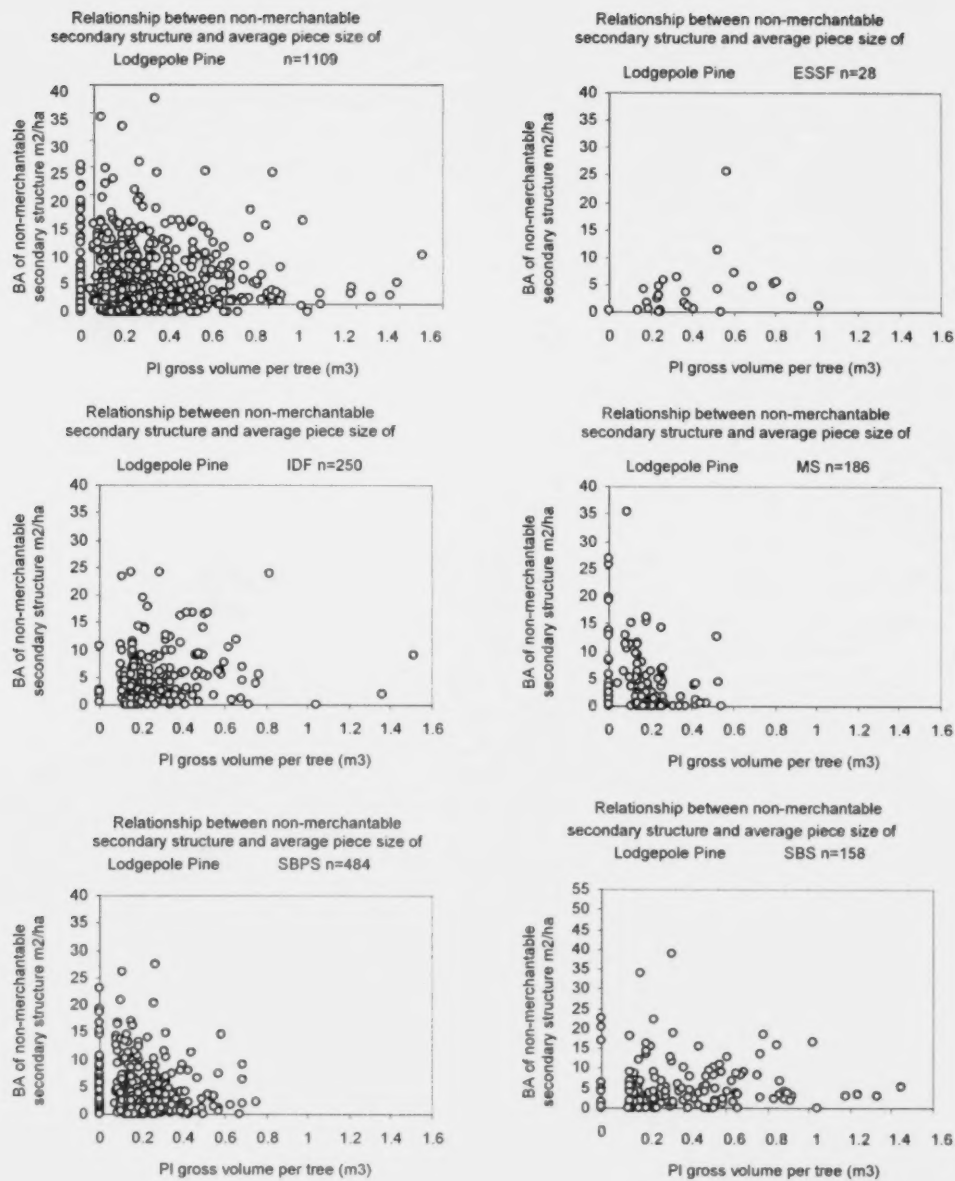 Relationship between non-merchantable
secondary structure and average piece size of
Lodgepole Pine n=1109
BA of non-merchantable
secondary structure m2/ha
40
35
30
25
20
15
10
5
0
0 0.2 0.4 0.6 0.8 1 1.2 1.4 1.6
Pl gross volume per tree (m3)
Relationship between non-merchantable
secondary structure and average piece size of
Lodgepole Pine ESSF n=28
BA of non-merchantable
secondary structure m2/ha
40
35
30
25
20
15
10
5
0
0 0.2 0.4 0.6 0.8 1 1.2 1.4 1.6
Pl gross volume per tree (m3)
Relationship between non-merchantable
secondary structure and average piece size of
Lodgepole Pine IDF n=250
BA of non-merchantable
secondary structure m2/ha
40
35
30
25
20
15
10
5
0
0 0.2 0.4 0.6 0.8 1 1.2 1.4 1.6
Pl gross volume per tree (m3)
Relationship between non-merchantable
secondary structure and average piece size of
Lodgepole Pine MS n=186
BA of non-merchantable
secondary structure m2/ha
40
35
30
25
20
15
10
5
0
0 0.2 0.4 0.6 0.8 1 1.2 1.4 1.6
Pl gross volume per tree (m3)
Relationship between non-merchantable
secondary structure and average piece size of
Lodgepole Pine SBPS n=484
BA of non-merchantable
secondary structure m2/ha
40
35
30
25
20
15
10
5
0
0 0.2 0.4 0.6 0.8 1 1.2 1.4 1.6
Pl gross volume per tree (m3)
Relationship between non-merchantable
secondary structure and average piece size of
Lodgepole Pine SBS n=158
BA of non-merchantable
secondary structure m2/ha
55
50
45
40
35
30
25
20
15
10
5
0
0 0.2 0.4 0.6 0.8 1 1.2 1.4 1.6
Pl gross volume per tree (m3)